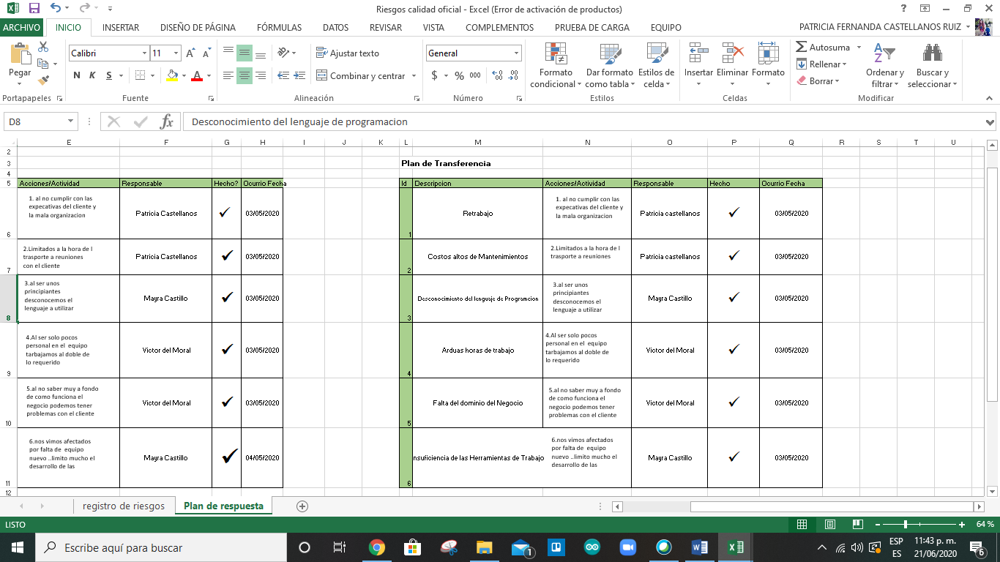 Riesgos calidad oficial - Excel (Error de activación de productos)
ARCHIVO INICIO INSERTAR DISEÑO DE PÁGINA FÓRMULAS DATOS REVISAR VISTA COMPLEMENTOS PRUEBA DE CARGA EQUIPO PATRICIA FERNANDA CASTELLANOS RUIZ
Calibri 11 Ajustar texto General Autosuma
Pegar N K S Combinar y centrar $ % 000 Formato condicional Dar formato como tabla Estilos de celda Insertar Eliminar Formato Rellenar Borrar Ordenar y filtrar Buscar y seleccionar
Portapapeles Fuente Alineación Número Estilos Celdas Modificar
D8 fx Desconocimiento del lenguaje de programacion
E F G H I J K L M N O P Q R S T U
2
3 Plan de Transferencia
4
5 Acciones/Actividad Responsable Hecho? Ocurrio Fecha Id Descripcion Acciones/Actividad Responsable Hecho Ocurrio Fecha
1. al no cumplir con las
expecativas del cliente y
la mala organizacion
Patricia Castellanos ✓ 03/05/2020
Retrabajo
1. al no cumplir con las
expecativas del cliente y
la mala organizacion
Patricia castellanos ✓ 03/05/2020
6 1
2.Limitados a la hora de l
trasporte a reuniones
con el cliente
Patricia Castellanos ✓ 03/05/2020
Costos altos de Mantenimientos
2.Limitados a la hora de l
trasporte a reuniones
Patricia castellanos ✓ 03/05/2020
7 2
3.al ser unos
principiantes
desconocemos el
lenguaje a utilizar
Mayra Castillo ✓ 03/05/2020
Desconocimiento del lenguaje de Programcion
3.al ser unos
principiantes
desconocemos el
lenguaje a utilizar
Mayra Castillo ✓ 03/05/2020
8 3
4.Al ser solo pocos
personal en el equipo
tarbajamos al doble de
lo requerido
Victor del Moral ✓ 03/05/2020
Arduas horas de trabajo
4.Al ser solo pocos
personal en el equipo
tarbajamos al doble de
lo requerido
Victor del Moral ✓ 03/05/2020
9 4
5.al no saber muy a fondo
de como funciona el
negocio podemos tener
problemas con el cliente
Victor del Moral ✓ 03/05/2020
Falta del dominio del Negocio
5.al no saber muy a fondo
de como funciona el
negocio podemos tener
problemas con el cliente
Victor del Moral ✓ 03/05/2020
10 5
6.nos vimos afectados
por falta de equipo
nuevo ..limito mucho el
desarrollo de las
Mayra Castillo ✓ 04/05/2020
nsuficiencia de las Herramientas de Trabajo
6.nos vimos afectados
por falta de equipo
nuevo ..limito mucho el
desarrollo de las
Mayra Castillo ✓ 03/05/2020
11 6
12
registro de riesgos Plan de respuesta
LISTO 64 %
Escribe aquí para buscar 1 ESP ES 11:43 p. m. 21/06/2020 6